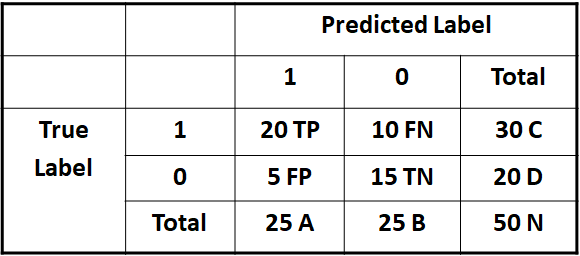 Predicted Label
1 0 Total
True Label 1 20 TP 10 FN 30 C
0 5 FP 15 TN 20 D
Total 25 A 25 B 50 N